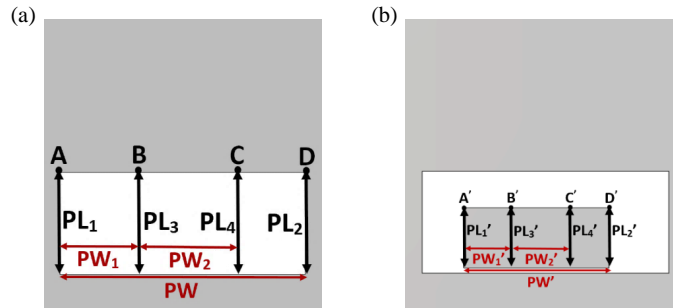 (a)
A B C D
PL₁ PL₃ PL₄ PL₂
PW₁ PW₂
PW
(b)
A′ B′ C′ D′
PL₁′ PL₃′ PL₄′ PL₂′
PW₁′ PW₂′
PW′